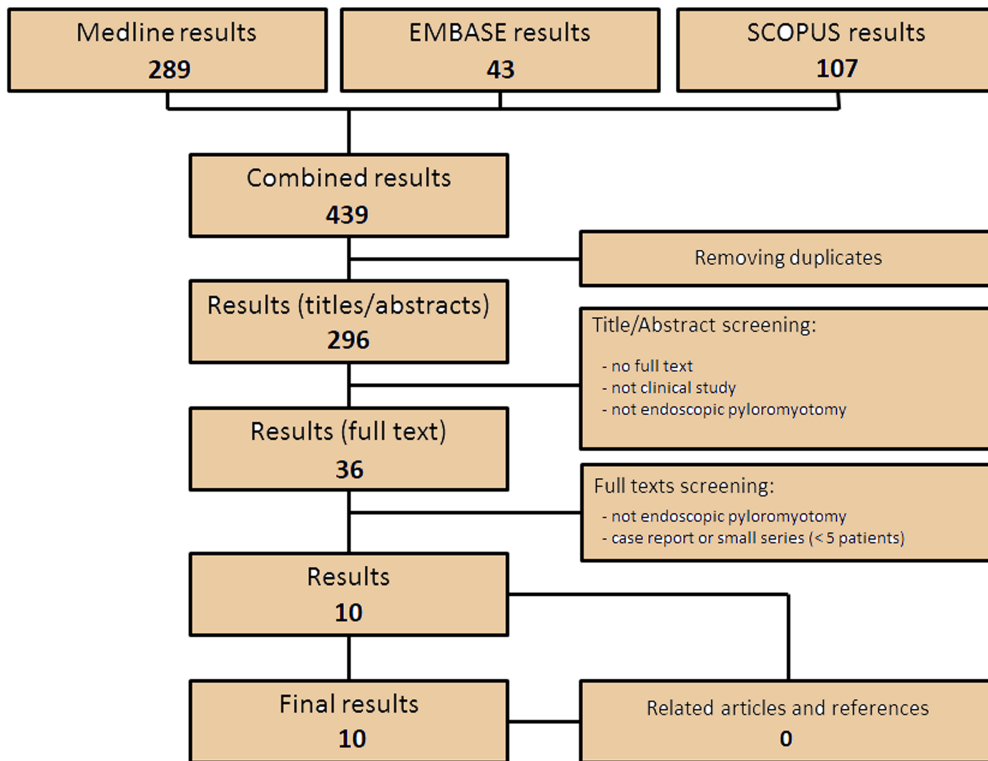 Medline results
289
EMBASE results
43
SCOPUS results
107
Combined results
439
Removing duplicates
Results (titles/abstracts)
296
Title/Abstract screening:
- no full text
- not clinical study
- not endoscopic pyloromyotomy
Results (full text)
36
Full texts screening:
- not endoscopic pyloromyotomy
- case report or small series (< 5 patients)
Results
10
Final results
10
Related articles and references
0